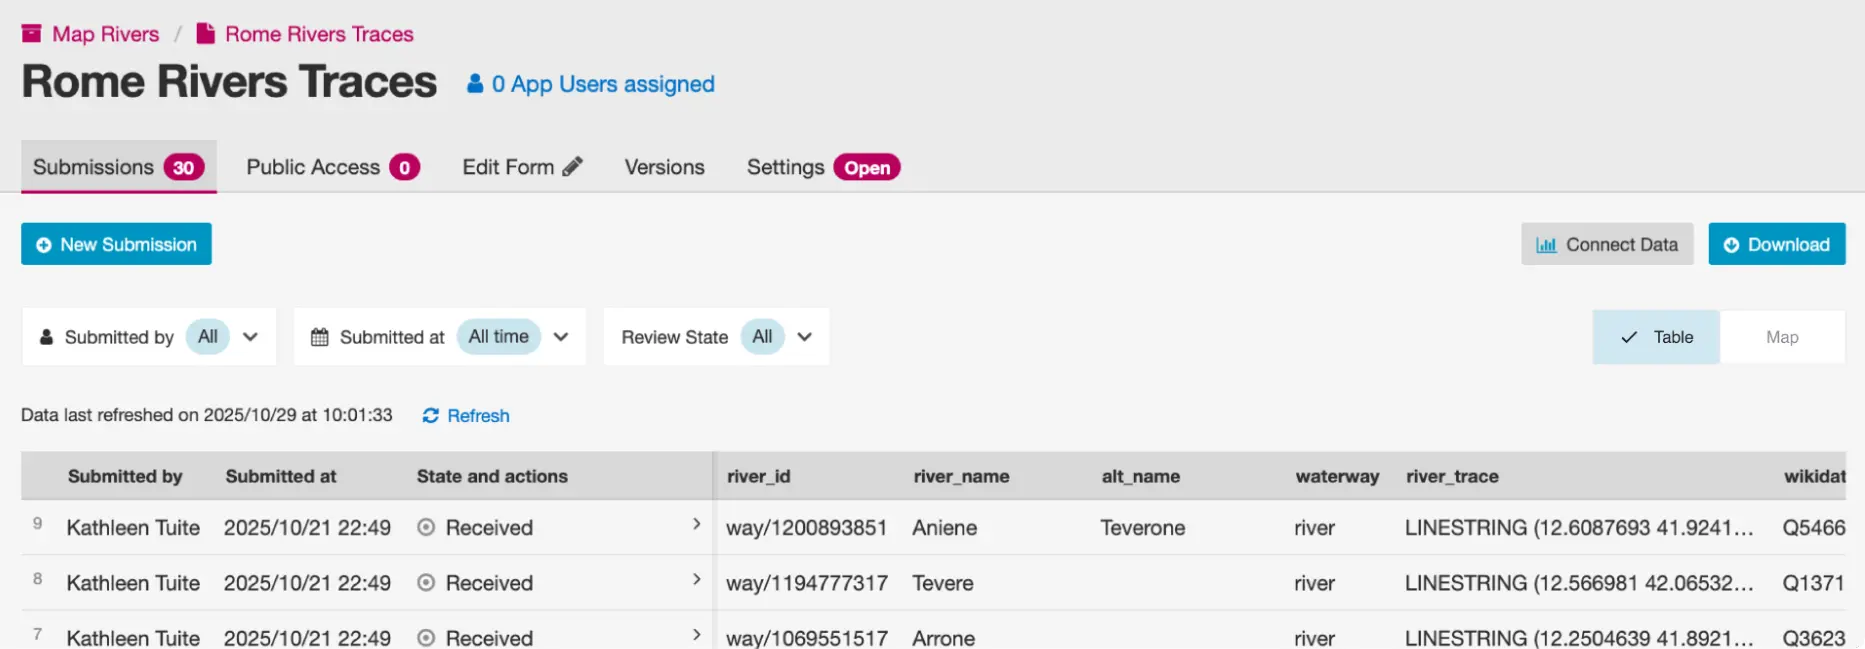 Map Rivers / Rome Rivers Traces
Rome Rivers Traces 0 App Users assigned
Submissions 30 Public Access 0 Edit Form Versions Settings Open
New Submission Connect Data Download
Submitted by All Submitted at All time Review State All Table Map
Data last refreshed on 2025/10/29 at 10:01:33 Refresh
Submitted by Submitted at State and actions river_id river_name alt_name waterway river_trace wikidat
9 Kathleen Tuite 2025/10/21 22:49 Received way/1200893851 Aniene Teverone river LINESTRING (12.6087693 41.9241... Q5466
8 Kathleen Tuite 2025/10/21 22:49 Received way/1194777317 Tevere river LINESTRING (12.566981 42.06532... Q1371
7 Kathleen Tuite 2025/10/21 22:49 Received way/1069551517 Arrone river LINESTRING (12.2504639 41.8921... Q3623